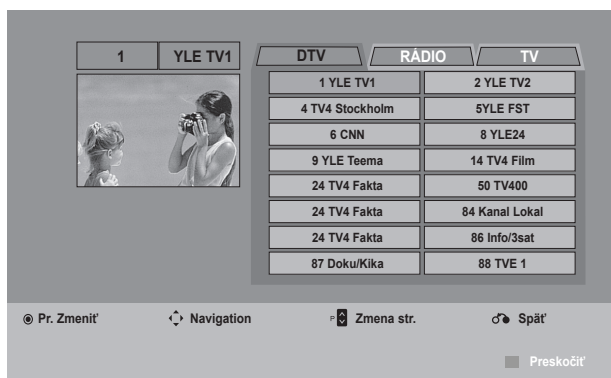 1 YLE TV1
DTV RÁDIO TV
1 YLE TV1 2 YLE TV2
4 TV4 Stockholm 5YLE FST
6 CNN 8 YLE24
9 YLE Teema 14 TV4 Film
24 TV4 Fakta 50 TV400
24 TV4 Fakta 84 Kanal Lokal
24 TV4 Fakta 86 Info/3sat
87 Doku/Kika 88 TVE 1
Pr. Zmeniť Navigation P Zmena str. Späť
Preskočiť